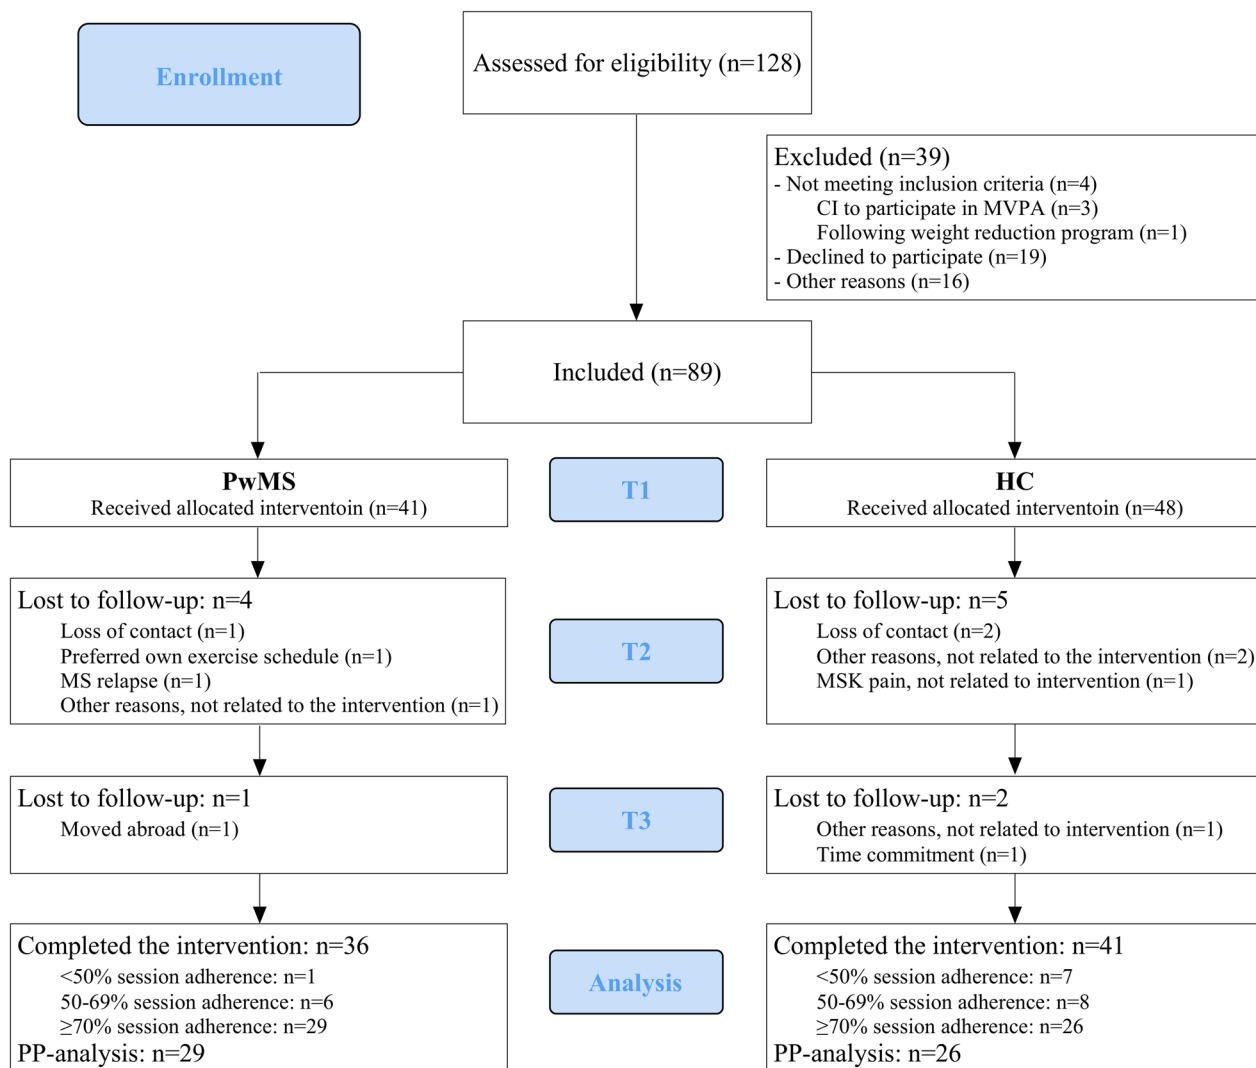 Enrollment
Assessed for eligibility (n=128)
Excluded (n=39)
- Not meeting inclusion criteria (n=4)
CI to participate in MVPA (n=3)
Following weight reduction program (n=1)
- Declined to participate (n=19)
- Other reasons (n=16)
Included (n=89)
PwMS
Received allocated interventoin (n=41)
T1
HC
Received allocated interventoin (n=48)
Lost to follow-up: n=4
Loss of contact (n=1)
Preferred own exercise schedule (n=1)
MS relapse (n=1)
Other reasons, not related to the intervention (n=1)
T2
Lost to follow-up: n=5
Loss of contact (n=2)
Other reasons, not related to the intervention (n=2)
MSK pain, not related to intervention (n=1)
Lost to follow-up: n=1
Moved abroad (n=1)
T3
Lost to follow-up: n=2
Other reasons, not related to intervention (n=1)
Time commitment (n=1)
Completed the intervention: n=36
<50% session adherence: n=1
50-69% session adherence: n=6
≥70% session adherence: n=29
PP-analysis: n=29
Analysis
Completed the intervention: n=41
<50% session adherence: n=7
50-69% session adherence: n=8
≥70% session adherence: n=26
PP-analysis: n=26